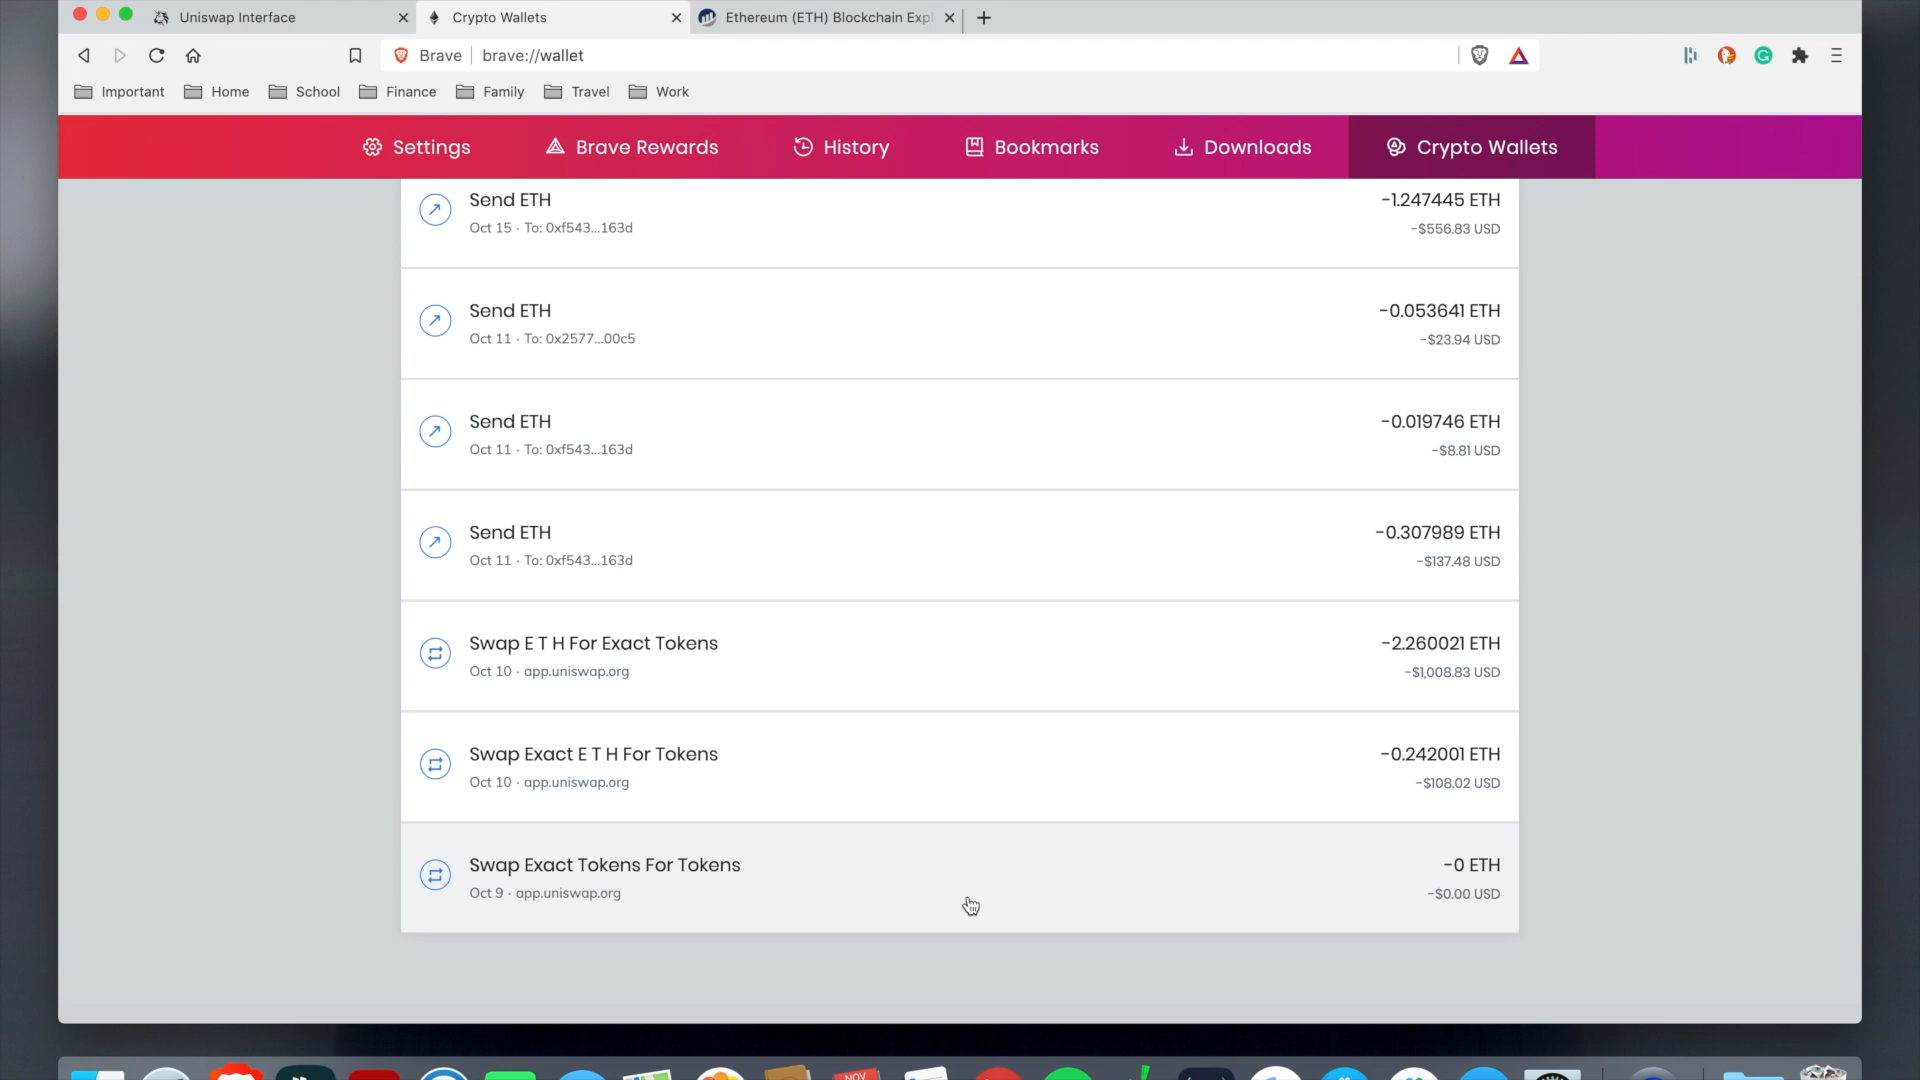 Uniswap Interface
Crypto Wallets
Ethereum (ETH) Blockchain Exp
Brave
brave://wallet
Important
Home
School
Finance
Family
Travel
Work
Settings
Brave Rewards
History
Bookmarks
Downloads
Crypto Wallets
Send ETH
-1.247445 ETH
Oct 15 · To: 0xf543...163d
-$556.83 USD
Send ETH
-0.053641 ETH
Oct 11 · To: 0x2577...00c5
-$23.94 USD
Send ETH
-0.019746 ETH
Oct 11 · To: 0xf543...163d
-$8.81 USD
Send ETH
-0.307989 ETH
Oct 11 · To: 0xf543...163d
-$137.48 USD
Swap E T H For Exact Tokens
-2.260021 ETH
Oct 10 · app.uniswap.org
-$1,008.83 USD
Swap Exact E T H For Tokens
-0.242001 ETH
Oct 10 · app.uniswap.org
-$108.02 USD
Swap Exact Tokens For Tokens
-0 ETH
Oct 9 · app.uniswap.org
-$0.00 USD
NOV